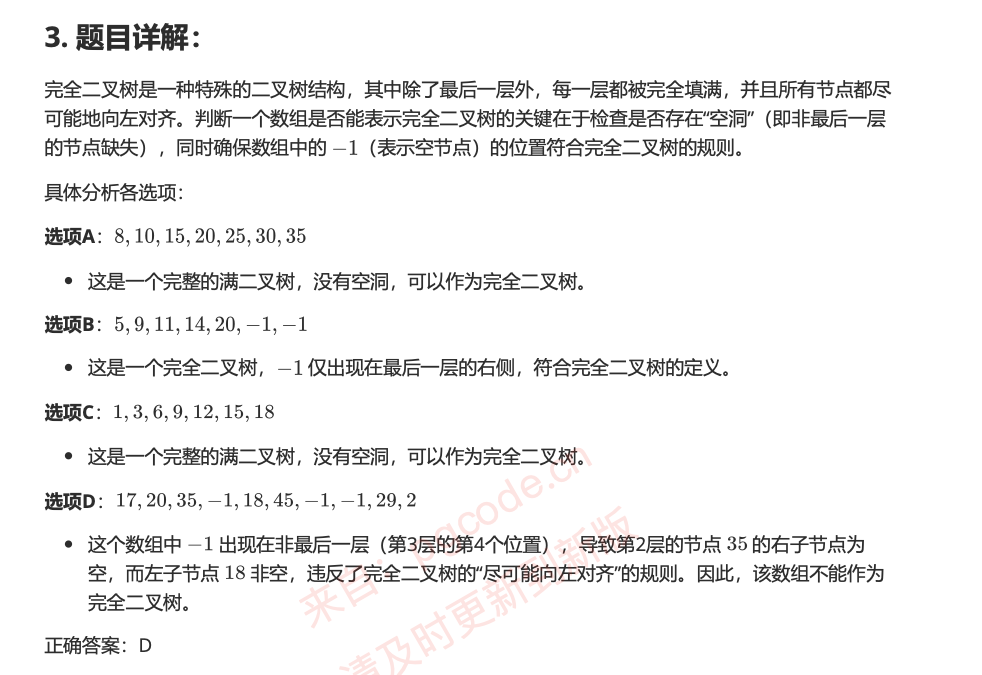 3. 题目详解：
完全二叉树是一种特殊的二叉树结构，其中除了最后一层外，每一层都被完全填满，并且所有节点都尽
可能地向左对齐。判断一个数组是否能表示完全二叉树的关键在于检查是否存在“空洞”（即非最后一层
的节点缺失），同时确保数组中的 −1（表示空节点）的位置符合完全二叉树的规则。
具体分析各选项：
选项A：8, 10, 15, 20, 25, 30, 35
• 这是一个完整的满二叉树，没有空洞，可以作为完全二叉树。
选项B：5, 9, 11, 14, 20, −1, −1
• 这是一个完全二叉树，−1 仅出现在最后一层的右侧，符合完全二叉树的定义。
选项C：1, 3, 6, 9, 12, 15, 18
• 这是一个完整的满二叉树，没有空洞，可以作为完全二叉树。
选项D：17, 20, 35, −1, 18, 45, −1, −1, 29, 2
• 这个数组中 −1 出现在非最后一层（第3层的第4个位置），导致第2层的节点 35 的右子节点为
空，而左子节点 18 非空，违反了完全二叉树的“尽可能向左对齐”的规则。因此，该数组不能作为
完全二叉树。
正确答案：D
来自：pgcode.cn
请及时更新到新版